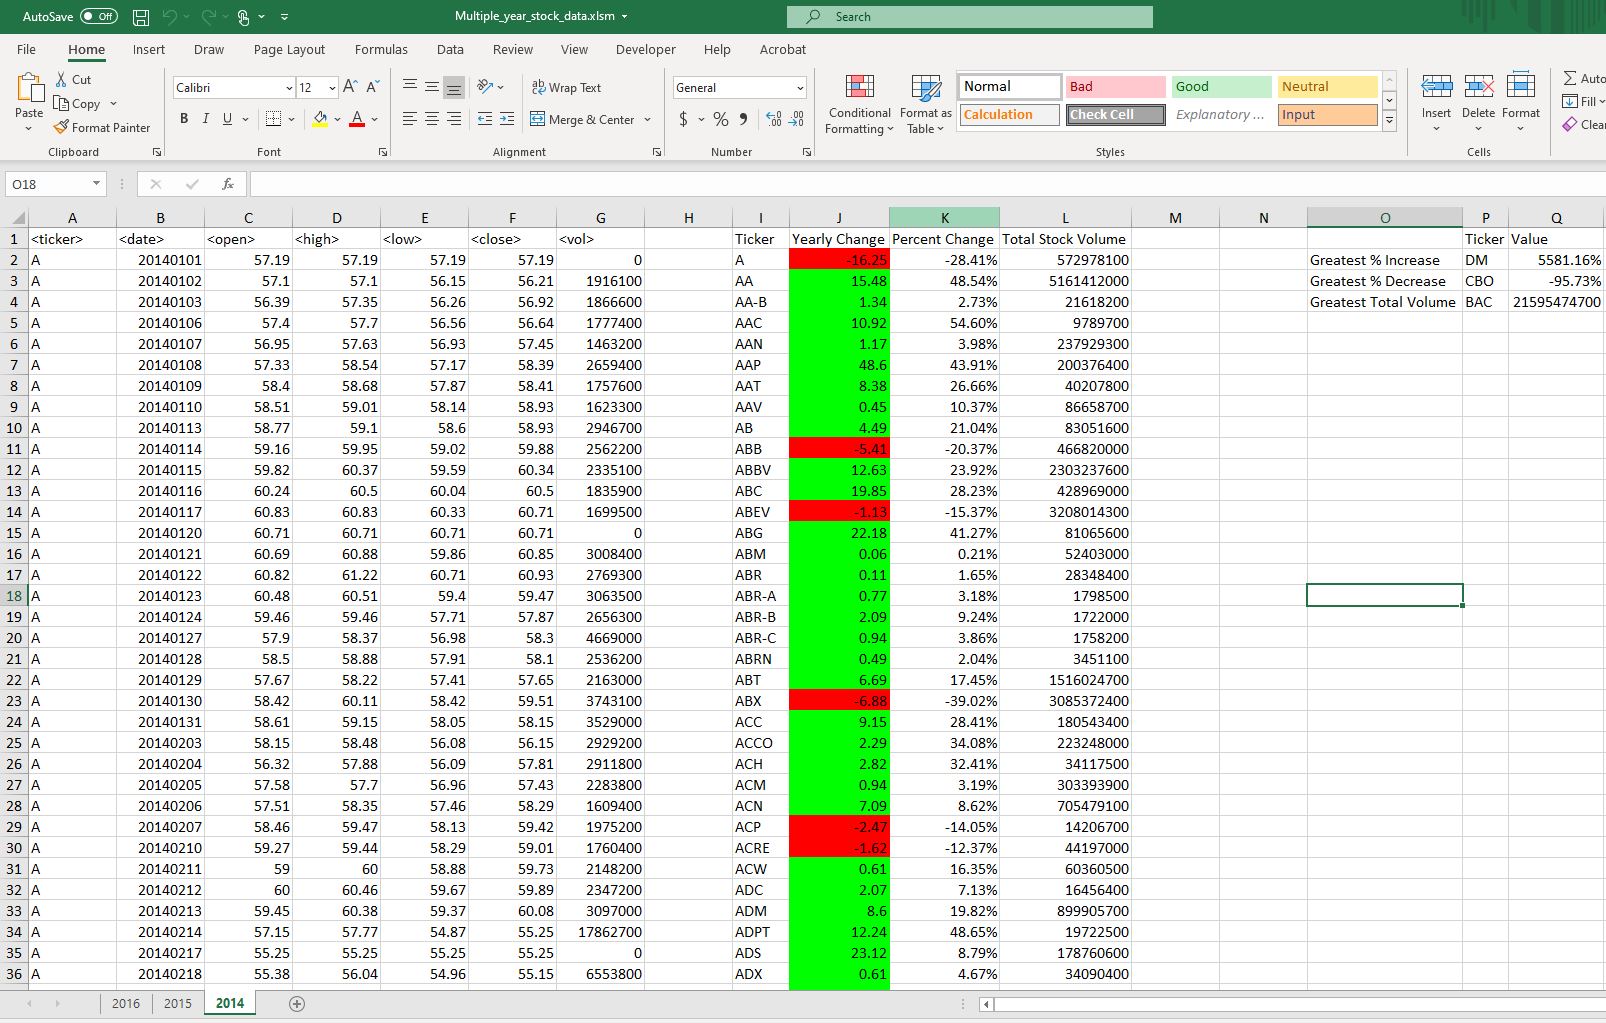 AutoSave Off Multiple_year_stock_data.xlsm Search
File Home Insert Draw Page Layout Formulas Data Review View Developer Help Acrobat
Paste
Cut
Copy
Format Painter
Clipboard
Calibri 12 A A
B I U A
Font
ab Wrap Text
Merge & Center
Alignment
General
$ % 9
Number
Conditional Formatting
Format as Table
Normal Bad Good Neutral
Calculation Check Cell Explanatory ... Input
Styles
Insert Delete Format
Cells
Auto
Fill
Clea
O18 fx
A B C D E F G H I J K L M N O P Q
1 <ticker> <date> <open> <high> <low> <close> <vol> Ticker Yearly Change Percent Change Total Stock Volume Ticker Value
2 A 20140101 57.19 57.19 57.19 57.19 0 A -16.25 -28.41% 572978100 Greatest % Increase DM 5581.16%
3 A 20140102 57.1 57.1 56.15 56.21 1916100 AA 15.48 48.54% 5161412000 Greatest % Decrease CBO -95.73%
4 A 20140103 56.39 57.35 56.26 56.92 1866600 AA-B 1.34 2.73% 21618200 Greatest Total Volume BAC 21595474700
5 A 20140106 57.4 57.7 56.56 56.64 1777400 AAC 10.92 54.60% 9789700
6 A 20140107 56.95 57.63 56.93 57.45 1463200 AAN 1.17 3.98% 237929300
7 A 20140108 57.33 58.54 57.17 58.39 2659400 AAP 48.6 43.91% 200376400
8 A 20140109 58.4 58.68 57.87 58.41 1757600 AAT 8.38 26.66% 40207800
9 A 20140110 58.51 59.01 58.14 58.93 1623300 AAV 0.45 10.37% 86658700
10 A 20140113 58.77 59.1 58.6 58.93 2946700 AB 4.49 21.04% 83051600
11 A 20140114 59.16 59.95 59.02 59.88 2562200 ABB -5.41 -20.37% 466820000
12 A 20140115 59.82 60.37 59.59 60.34 2335100 ABBV 12.63 23.92% 2303237600
13 A 20140116 60.24 60.5 60.04 60.5 1835900 ABC 19.85 28.23% 428969000
14 A 20140117 60.83 60.83 60.33 60.71 1699500 ABEV -1.13 -15.37% 3208014300
15 A 20140120 60.71 60.71 60.71 60.71 0 ABG 22.18 41.27% 81065600
16 A 20140121 60.69 60.88 59.86 60.85 3008400 ABM 0.06 0.21% 52403000
17 A 20140122 60.82 61.22 60.71 60.93 2769300 ABR 0.11 1.65% 28348400
18 A 20140123 60.48 60.51 59.4 59.47 3063500 ABR-A 0.77 3.18% 1798500
19 A 20140124 59.46 59.46 57.71 57.87 2656300 ABR-B 2.09 9.24% 1722000
20 A 20140127 57.9 58.37 56.98 58.3 4669000 ABR-C 0.94 3.86% 1758200
21 A 20140128 58.5 58.88 57.91 58.1 2536200 ABRN 0.49 2.04% 3451100
22 A 20140129 57.67 58.22 57.41 57.65 2163000 ABT 6.69 17.45% 1516024700
23 A 20140130 58.42 60.11 58.42 59.51 3743100 ABX -6.88 -39.02% 3085372400
24 A 20140131 58.61 59.15 58.05 58.15 3529000 ACC 9.15 28.41% 180543400
25 A 20140203 58.15 58.48 56.08 56.15 2929200 ACCO 2.29 34.08% 223248000
26 A 20140204 56.32 57.88 56.09 57.81 2911800 ACH 2.82 32.41% 34117500
27 A 20140205 57.58 57.7 56.96 57.43 2283800 ACM 0.94 3.19% 303393900
28 A 20140206 57.51 58.35 57.46 58.29 1609400 ACN 7.09 8.62% 705479100
29 A 20140207 58.46 59.47 58.13 59.42 1975200 ACP -2.47 -14.05% 14206700
30 A 20140210 59.27 59.44 58.29 59.01 1760400 ACRE -1.62 -12.37% 44197000
31 A 20140211 59 60 58.88 59.73 2148200 ACW 0.61 16.35% 60360500
32 A 20140212 60 60.46 59.67 59.89 2347200 ADC 2.07 7.13% 16456400
33 A 20140213 59.45 60.38 59.37 60.08 3097000 ADM 8.6 19.82% 899905700
34 A 20140214 57.15 57.77 54.87 55.25 17862700 ADPT 12.24 48.65% 19722500
35 A 20140217 55.25 55.25 55.25 55.25 0 ADS 23.12 8.79% 178760600
36 A 20140218 55.38 56.04 54.96 55.15 6553800 ADX 0.61 4.67% 34090400
2016 2015 2014